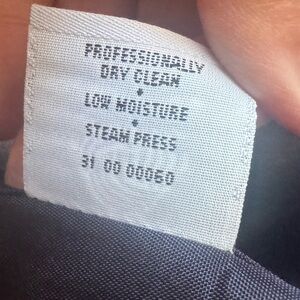 PROFESSIONALLY
DRY CLEAN
•
LOW MOISTURE
•
STEAM PRESS
31 00 00060